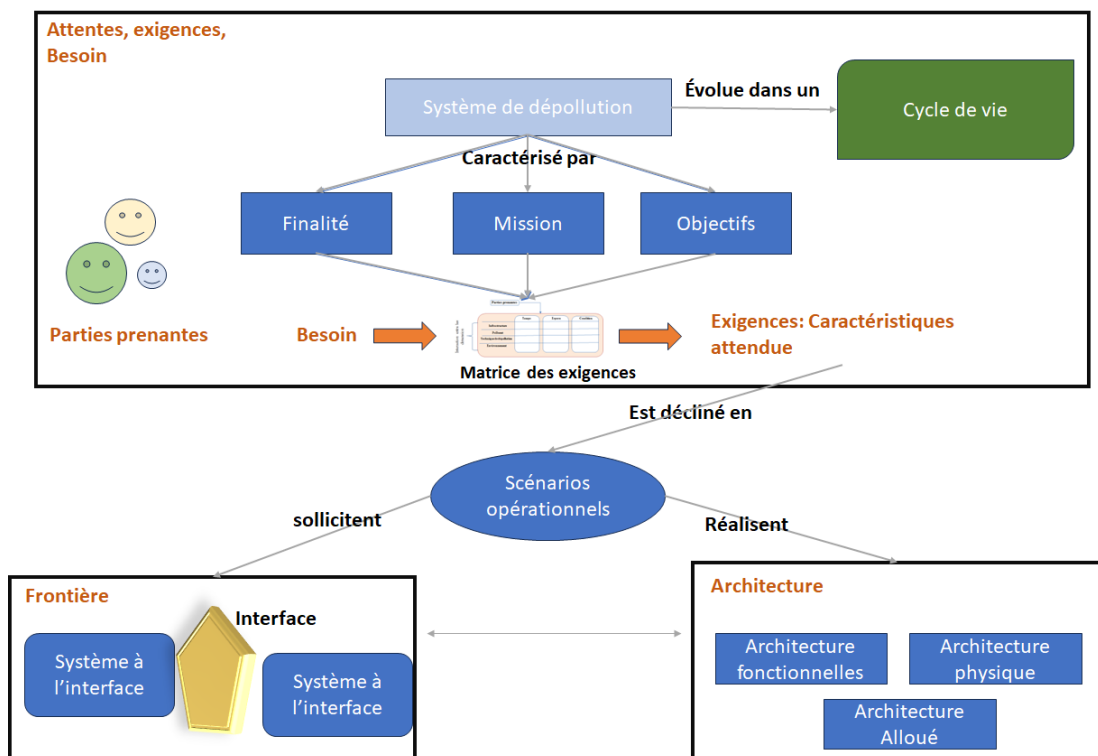 Attentes, exigences,
Besoin
Système de dépollution
Évolue dans un
Cycle de vie
Caractérisé par
Finalité
Mission
Objectifs
Parties prenantes
Parties prenantes
Besoin
Exigences: Caractéristiques
attendue
Matrice des exigences
Est décliné en
Scénarios
opérationnels
sollicitent
Réalisent
Frontière
Interface
Système à
l'interface
Système à
l'interface
Architecture
Architecture
fonctionnelles
Architecture
physique
Architecture
Alloué